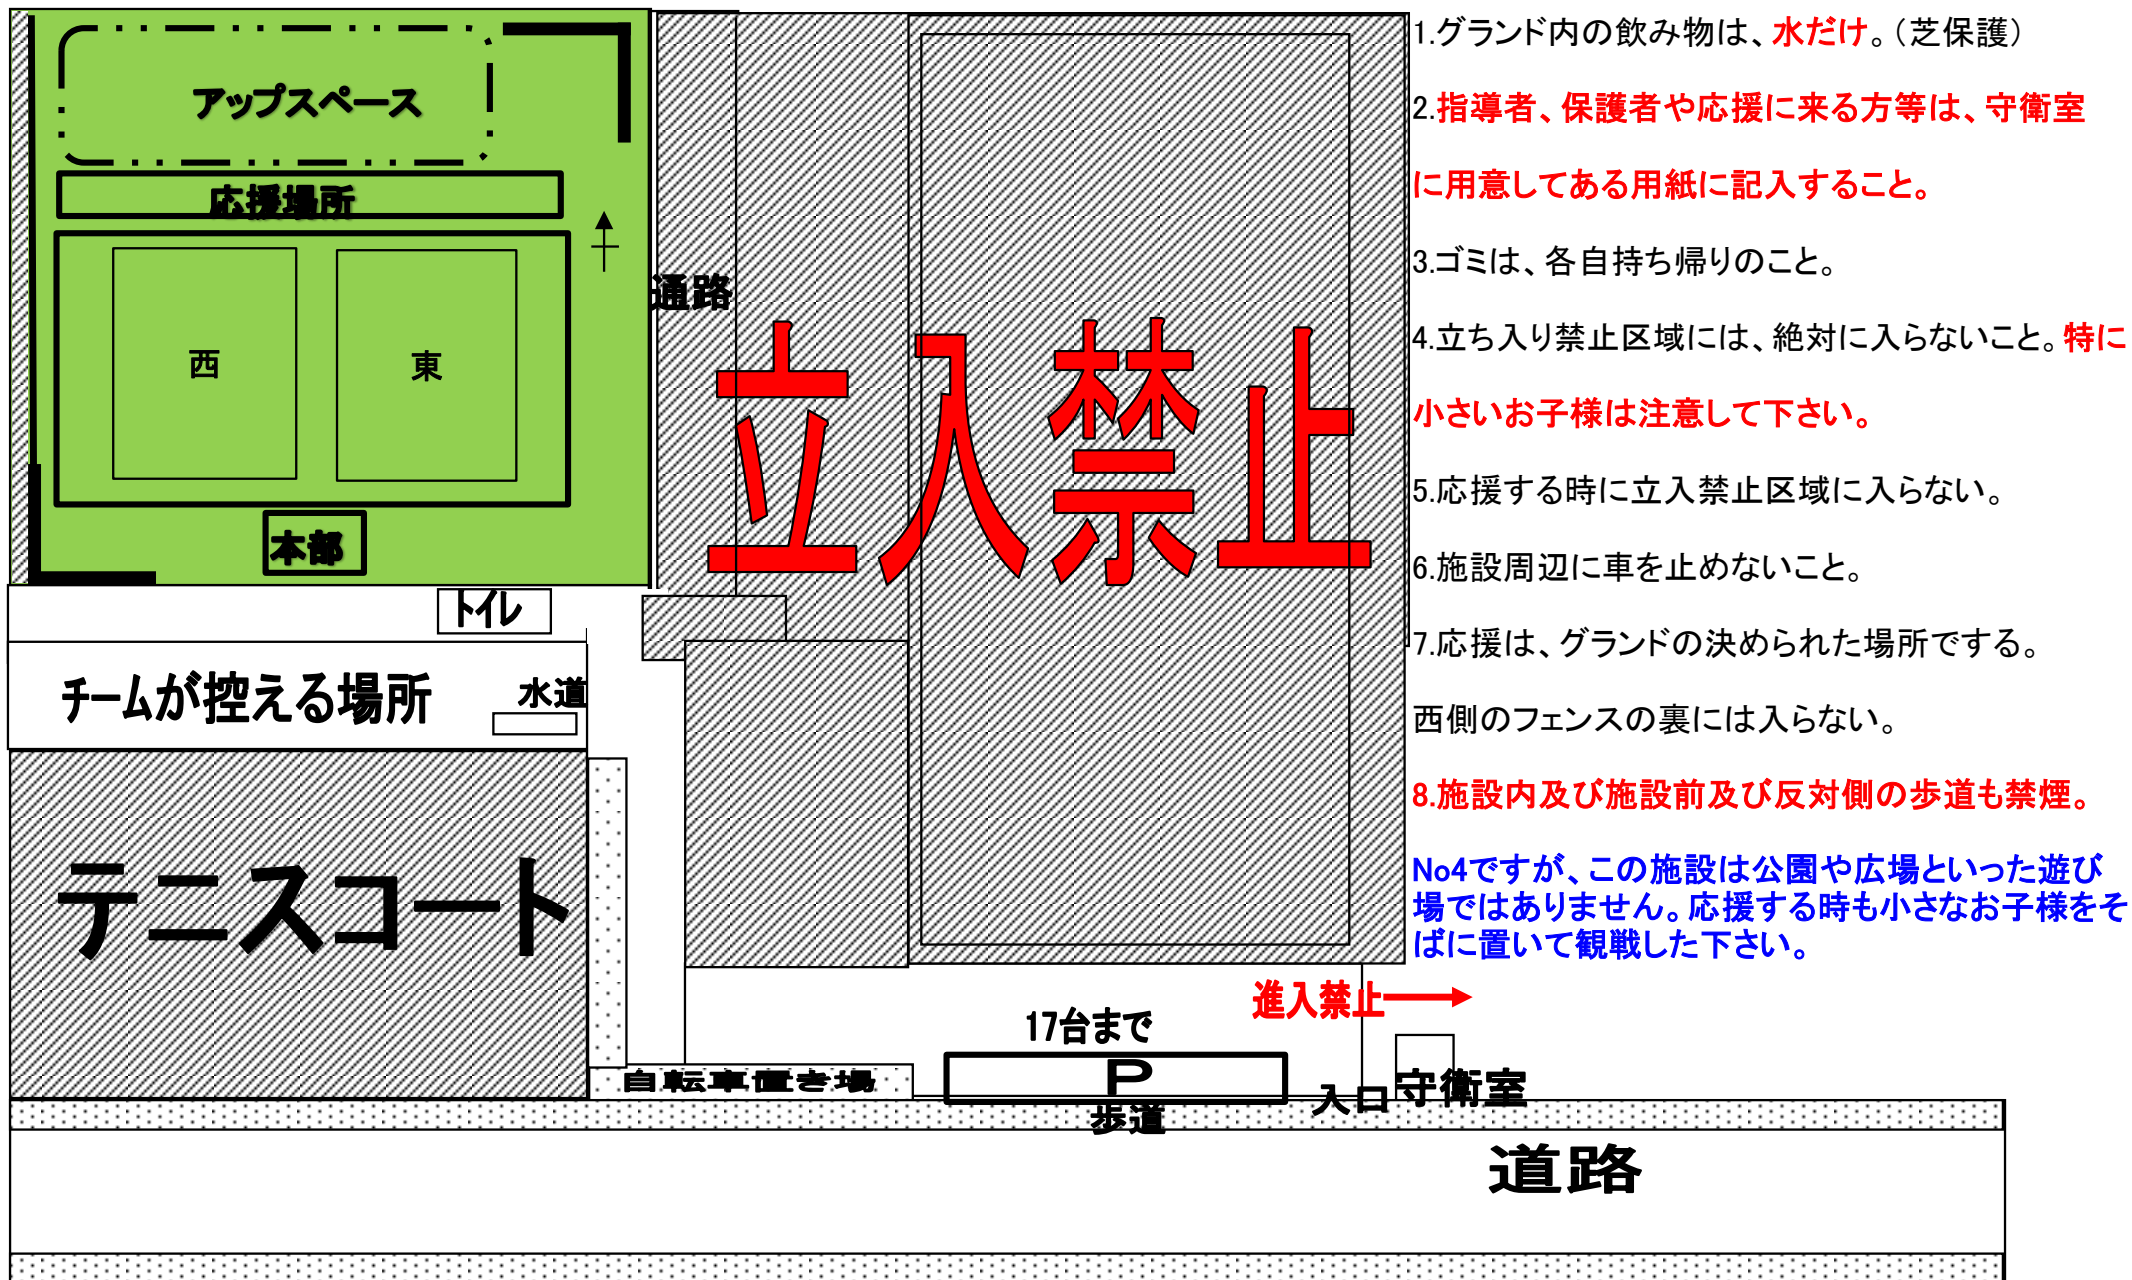 アップスペース
応援場所
西
東
本部
トイレ
チームが控える場所
水道
テニスコート
通路
立入禁止
1.グランド内の飲み物は、水だけ。(芝保護)
2.指導者、保護者や応援に来る方等は、守衛室
に用意してある用紙に記入すること。
3.ゴミは、各自持ち帰りのこと。
4.立ち入り禁止区域には、絶対に入らないこと。特に
小さいお子様は注意して下さい。
5.応援する時に立入禁止区域に入らない。
6.施設周辺に車を止めないこと。
7.応援は、グランドの決められた場所でする。
西側のフェンスの裏には入らない。
8.施設内及び施設前及び反対側の歩道も禁煙。
No4ですが、この施設は公園や広場といった遊び
場ではありません。応援する時も小さなお子様をそ
ばに置いて観戦した下さい。
進入禁止
17台まで
P
自転車置き場
入口
守衛室
歩道
道路